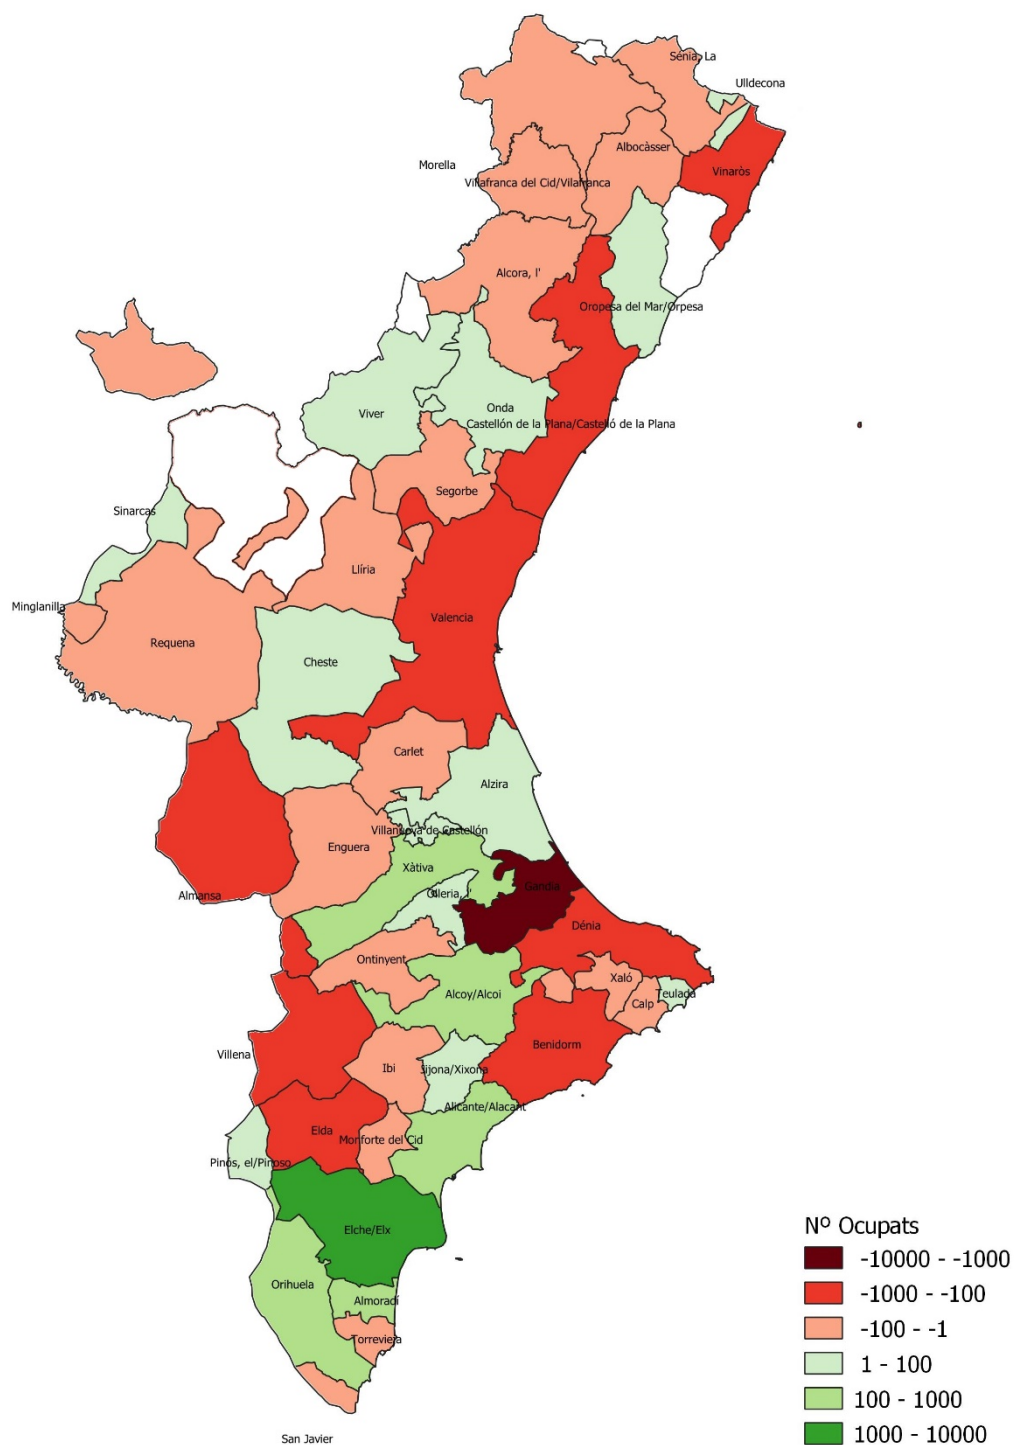 Sénia, La
Ulldecona
Albocàsser
Morella
Vinaròs
Villafranca del Cid/Vilafranca
Alcora, l'
Oropesa del Mar/Orpesa
Viver
Onda
Castellón de la Plana/Castelló de la Plana
Segorbe
Sinarcas
Llíria
Minglanilla
Valencia
Requena
Cheste
Carlet
Alzira
Villanueva de Castellón
Enguera
Xàtiva
Gandia
Olleria, l'
Almansa
Dénia
Ontinyent
Xaló
Alcoy/Alcoi
Teulada
Calp
Benidorm
Villena
Ibi
Jijona/Xixona
Alicante/Alacant
Elda
Monforte del Cid
Pinós, el/Pinoso
Elche/Elx
Orihuela
Almoradí
Torrevieja
San Javier
Nº Ocupats
-10000 - -1000
-1000 - -100
-100 - -1
1 - 100
100 - 1000
1000 - 10000